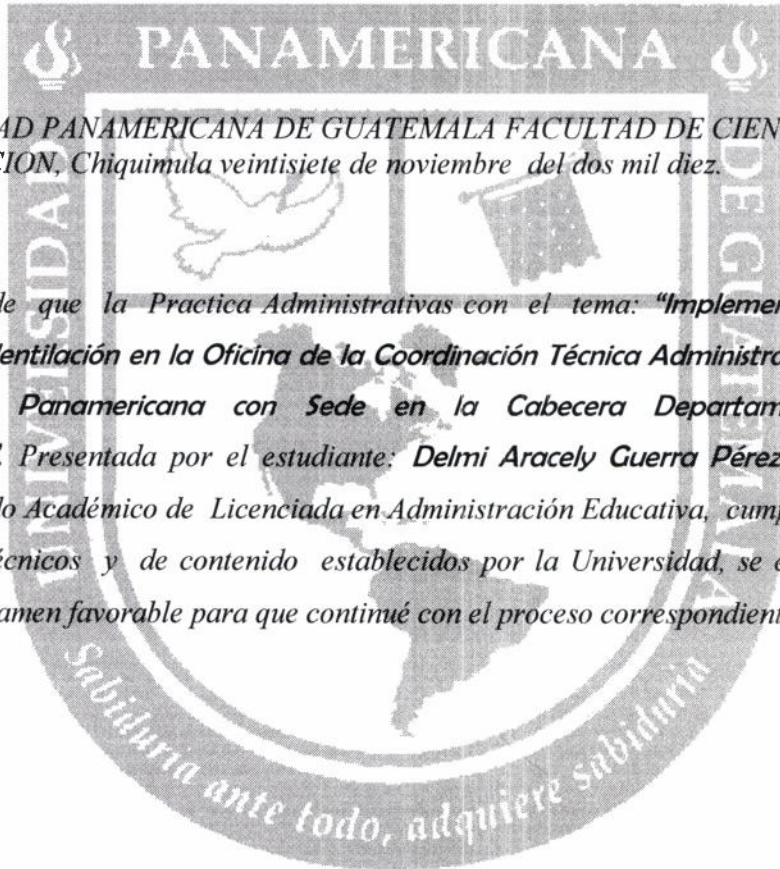 PANAMERICANA
UNIVERSIDAD
DE GUATEMALA
AD PANAMERICANA DE GUATEMALA FACULTAD DE CIEN
CION, Chiquimula veintisiete de noviembre del dos mil diez.
de que la Practica Administrativas con el tema: "Implemen
entilación en la Oficina de la Coordinación Técnica Administra
Panamericana con Sede en la Cabecera Departam
Presentada por el estudiante: Delmi Aracely Guerra Pérez
do Académico de Licenciada en Administración Educativa, cump
écnicos y de contenido establecidos por la Universidad, se e
amen favorable para que continué con el proceso correspondient
Sabiduría ante todo, adquiere sabiduría